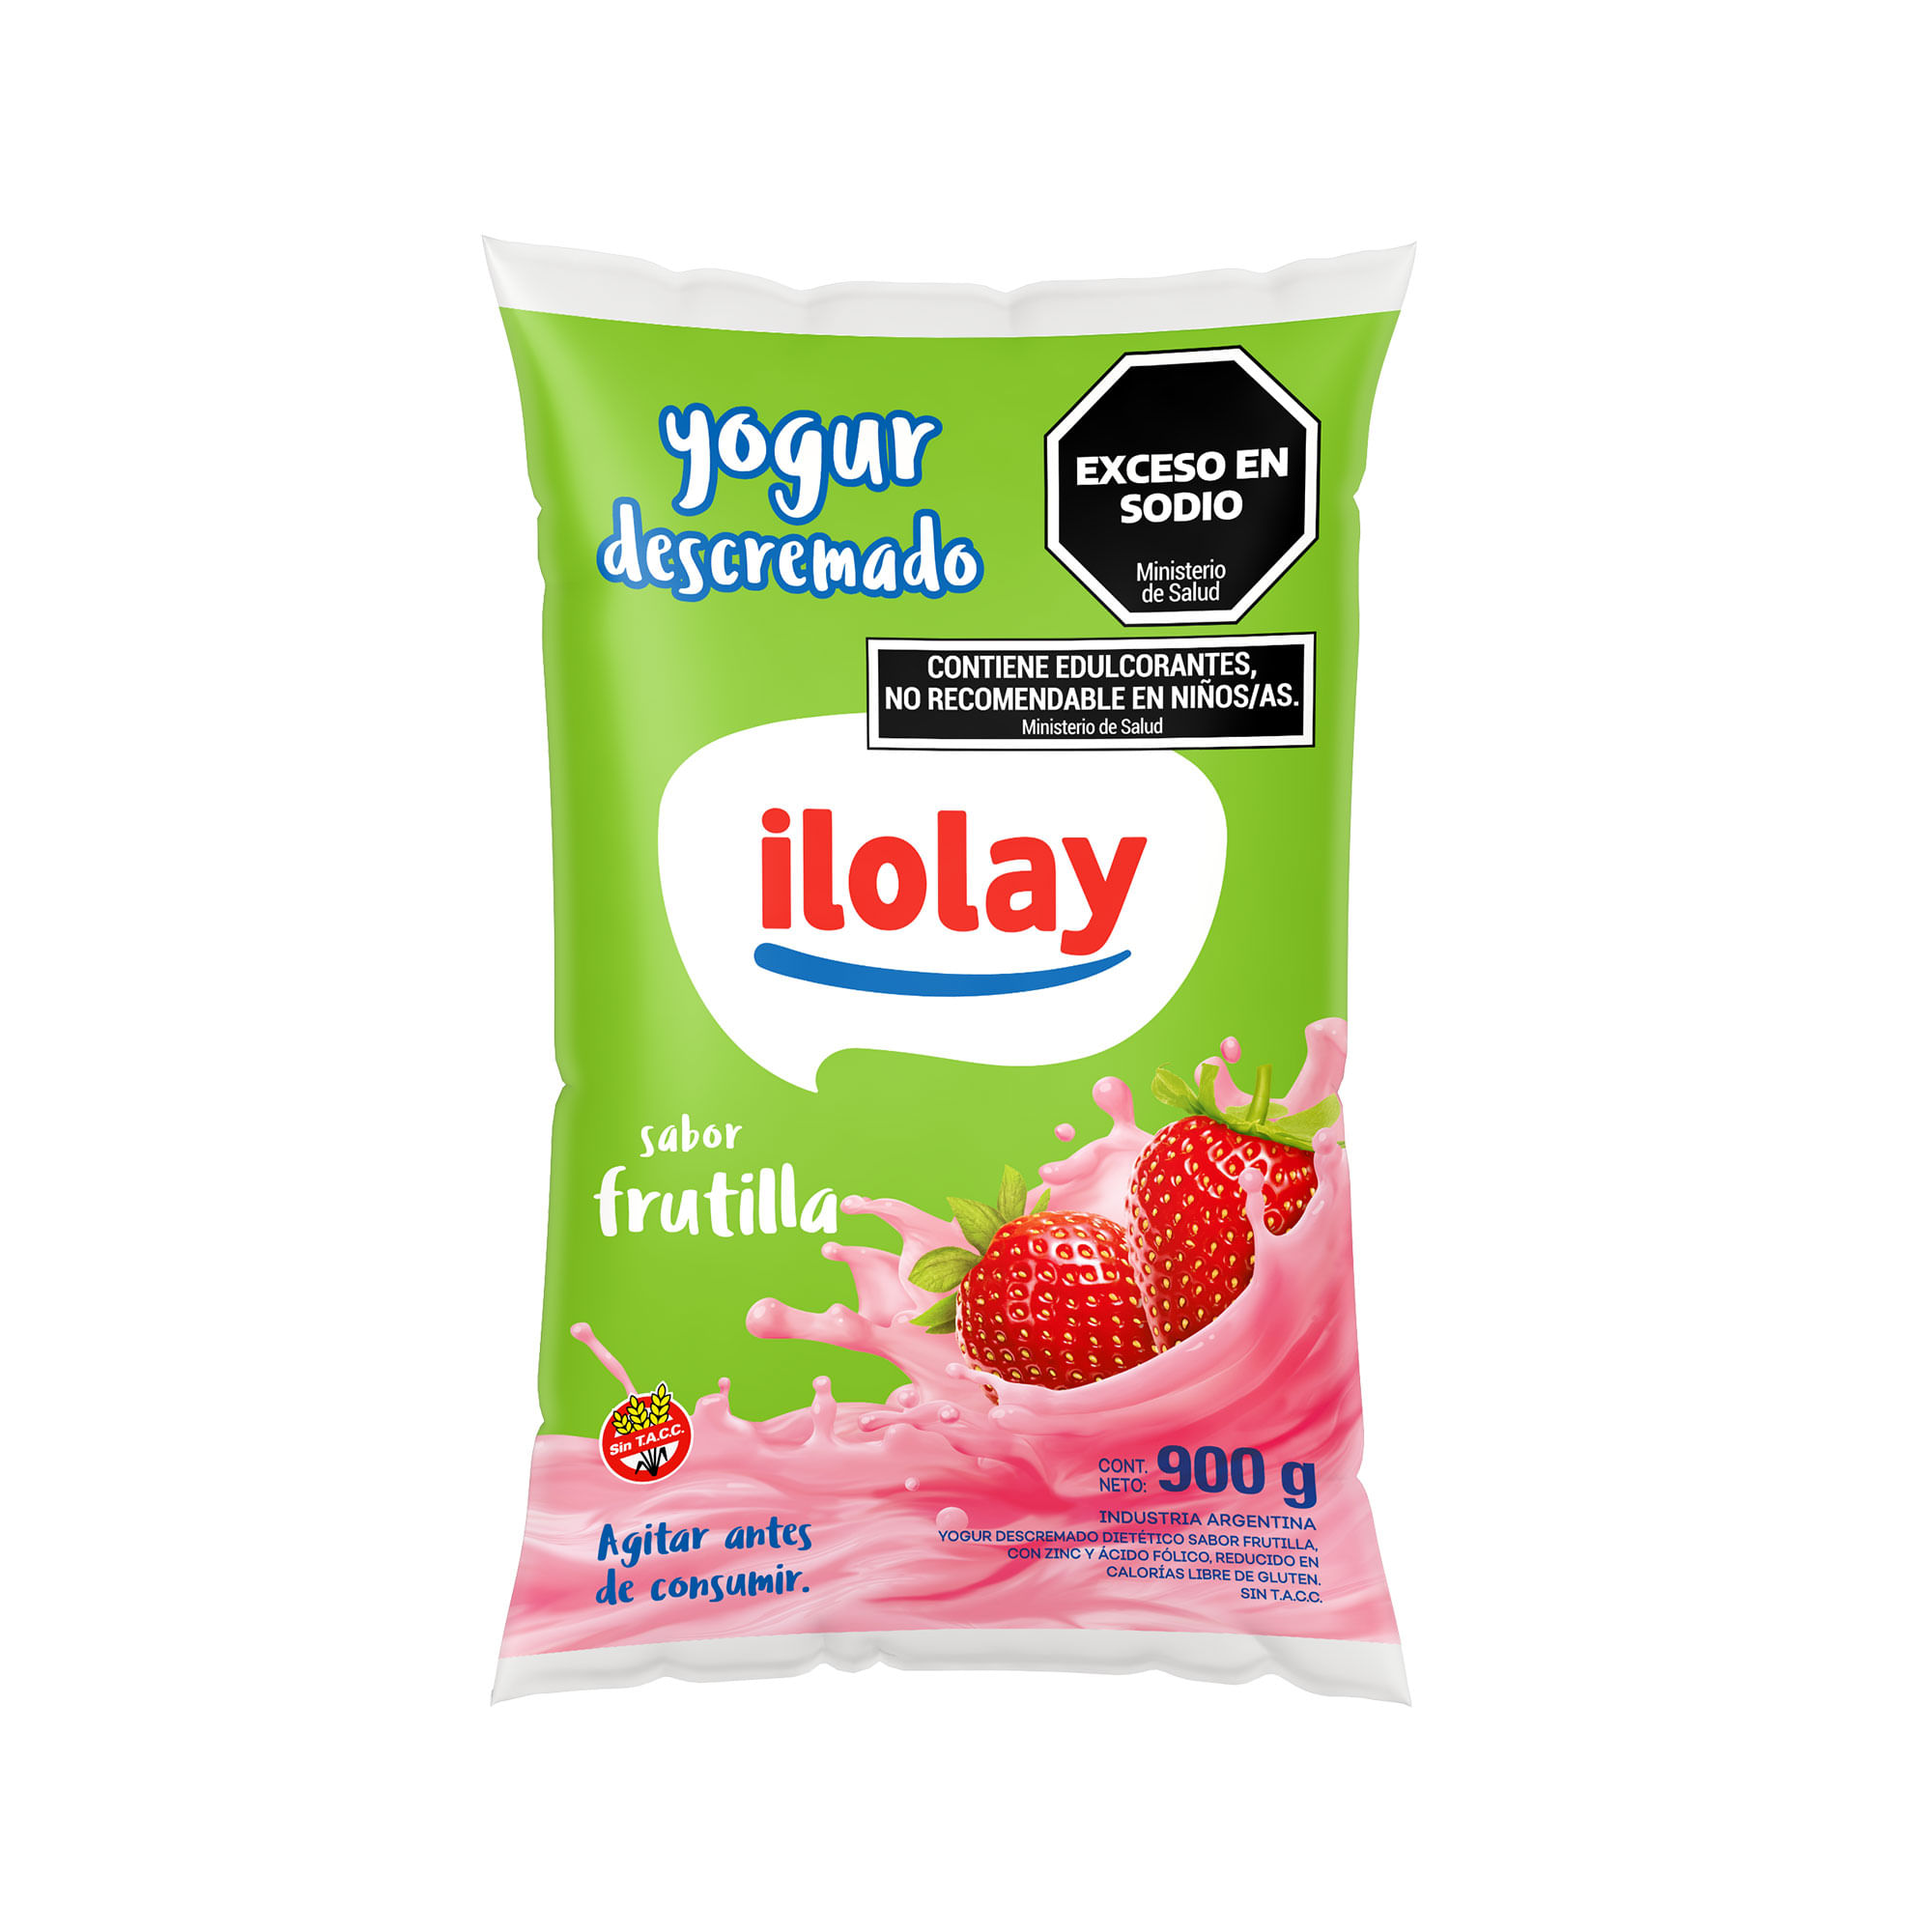 yogur
descremado
EXCESO EN
SODIO
Ministerio
de Salud
CONTIENE EDULCORANTES,
NO RECOMENDABLE EN NIÑOS/AS.
Ministerio de Salud
ilolay
sabor
frutilla
Sin T.A.C.C.
Agitar antes
de consumir.
CONT.
NETO: 900 g
INDUSTRIA ARGENTINA
YOGUR DESCREMADO DIETÉTICO SABOR FRUTILLA,
CON ZINC Y ÁCIDO FÓLICO, REDUCIDO EN
CALORÍAS LIBRE DE GLUTEN.
SIN T.A.C.C.